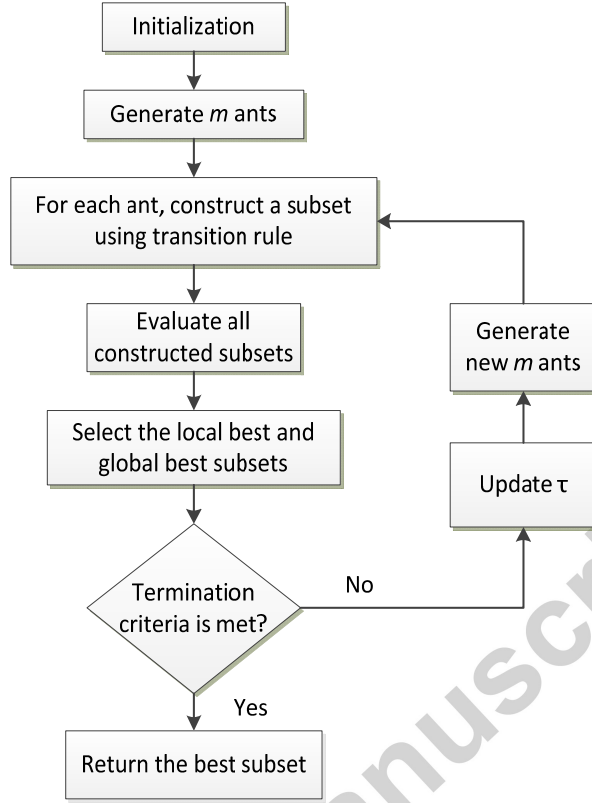 Initialization
Generate m ants
For each ant, construct a subset
using transition rule
Evaluate all
constructed subsets
Select the local best and
global best subsets
Termination
criteria is met?
No
Yes
Return the best subset
Update τ
Generate
new m ants
anuscri